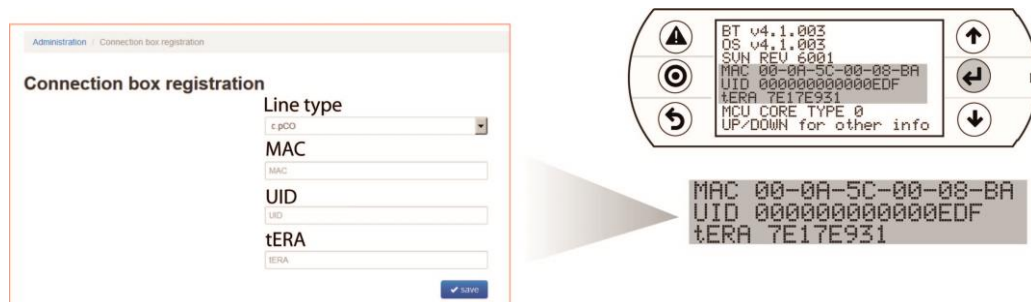 Administration / Connection box registration
Connection box registration
Line type
c.pCO
MAC
MAC
UID
UID
tERA
tERA
save
BT v4.1.003
OS v4.1.003
SVN REV 6001
MAC 00-0A-5C-00-08-BA
UID 000000000000EDF
tERA 7E17E931
MCU CORE TYPE 0
UP/DOWN for other info
MAC 00-0A-5C-00-08-BA
UID 000000000000EDF
tERA 7E17E931